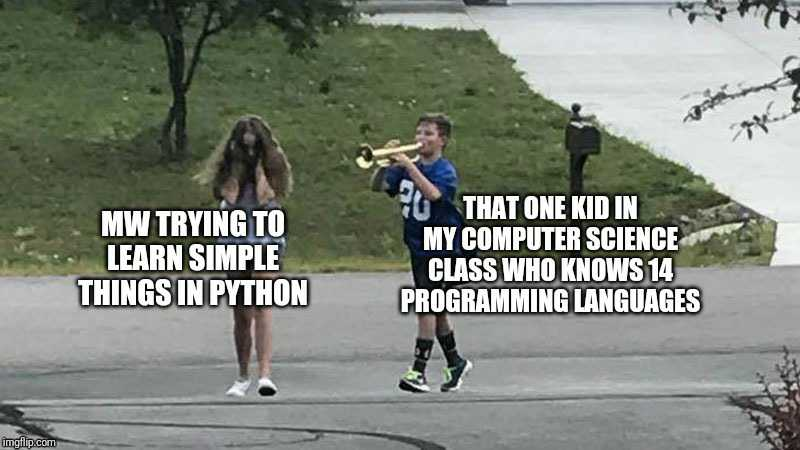 MW TRYING TO
LEARN SIMPLE
THINGS IN PYTHON
THAT ONE KID IN
MY COMPUTER SCIENCE
CLASS WHO KNOWS 14
PROGRAMMING LANGUAGES
20
imgflip.com